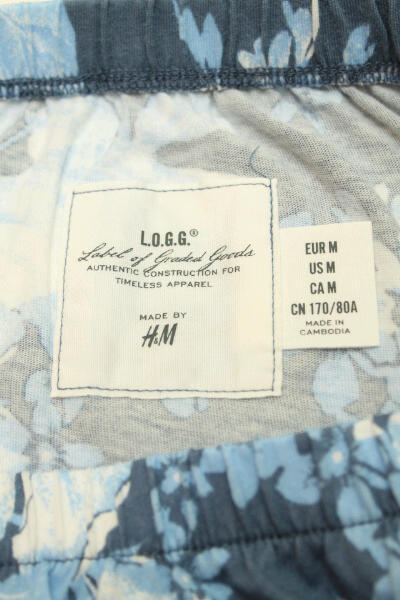 L.O.G.G.®
Label of Graded Goods
AUTHENTIC CONSTRUCTION FOR
TIMELESS APPAREL
MADE BY
H&M
EUR M
US M
CA M
CN 170/80A
MADE IN
CAMBODIA